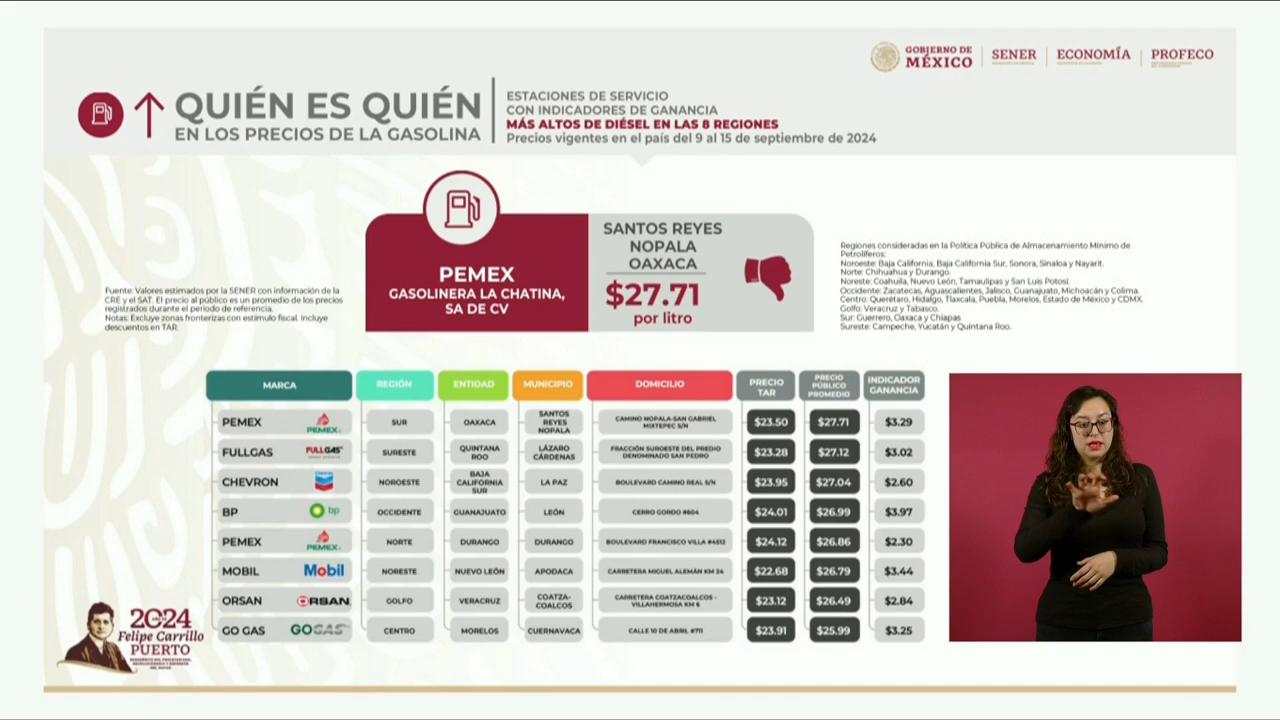 GOBIERNO DE
MÉXICO
SENER
ECONOMÍA
PROFECO
QUIÉN ES QUIÉN
EN LOS PRECIOS DE LA GASOLINA
ESTACIONES DE SERVICIO
CON INDICADORES DE GANANCIA
MÁS ALTOS DE DIÉSEL EN LAS 8 REGIONES
Precios vigentes en el país del 9 al 15 de septiembre de 2024
PEMEX
GASOLINERA LA CHATINA,
SA DE CV
SANTOS REYES
NOPALA
OAXACA
$27.71
por litro
Fuente: Valores estimados por la SENER con información de la
CRE y el SAT. El precio al público es un promedio de los precios
registrados durante el periodo de referencia.
Notas: Excluye zonas fronterizas con estímulo fiscal. Incluye
descuentos en TAR.
Regiones consideradas en la Política Pública de Almacenamiento Mínimo de
Petrolíferos:
Noroeste: Baja California, Baja California Sur, Sonora, Sinaloa y Nayarit.
Norte: Chihuahua y Durango.
Noreste: Coahuila, Nuevo León, Tamaulipas y San Luis Potosí.
Occidente: Zacatecas, Aguascalientes, Jalisco, Guanajuato, Michoacán y Colima.
Centro: Querétaro, Hidalgo, Tlaxcala, Puebla, Morelos, Estado de México y CDMX.
Golfo: Veracruz y Tabasco.
Sur: Guerrero, Oaxaca y Chiapas
Sureste: Campeche, Yucatán y Quintana Roo.
MARCA REGIÓN ENTIDAD MUNICIPIO DOMICILIO PRECIO TAR PRECIO PÚBLICO PROMEDIO INDICADOR GANANCIA
PEMEX PEMEX SUR OAXACA SANTOS REYES NOPALA CAMINO NOPALA-SAN GABRIEL MIXTEPEC S/N $23.50 $27.71 $3.29
FULLGAS FULLGAS SURESTE QUINTANA ROO LÁZARO CÁRDENAS FRACCIÓN SUROESTE DEL PREDIO DENOMINADO SAN PEDRO $23.28 $27.12 $3.02
CHEVRON NOROESTE BAJA CALIFORNIA SUR LA PAZ BOULEVARD CAMINO REAL S/N $23.95 $27.04 $2.60
BP bp OCCIDENTE GUANAJUATO LEÓN CERRO GORDO #604 $24.01 $26.99 $3.97
PEMEX PEMEX NORTE DURANGO DURANGO BOULEVARD FRANCISCO VILLA #4512 $24.12 $26.86 $2.30
MOBIL Mobil NORESTE NUEVO LEÓN APODACA CARRETERA MIGUEL ALEMÁN KM 24 $22.68 $26.79 $3.44
ORSAN ORSAN GOLFO VERACRUZ COATZA-COALCOS CARRETERA COATZACOALCOS - VILLAHERMOSA KM 6 $23.12 $26.49 $2.84
GO GAS GOGAS CENTRO MORELOS CUERNAVACA CALLE 10 DE ABRIL #711 $23.91 $25.99 $3.25
2024
Felipe Carrillo
PUERTO